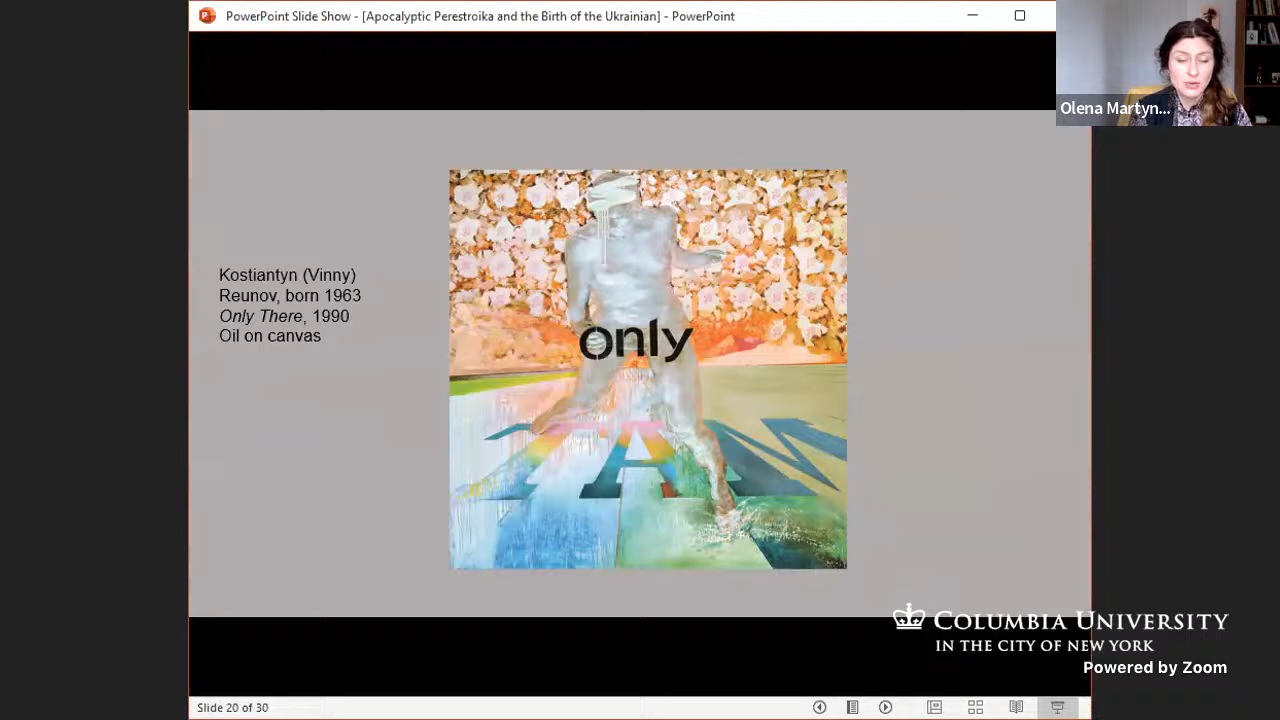 PowerPoint Slide Show - [Apocalyptic Perestroika and the Birth of the Ukrainian] - PowerPoint
Olena Martyn...
Kostiantyn (Vinny)
Reunov, born 1963
Only There, 1990
Oil on canvas
only
ТАМ
COLUMBIA UNIVERSITY
IN THE CITY OF NEW YORK
Powered by Zoom
Slide 20 of 30